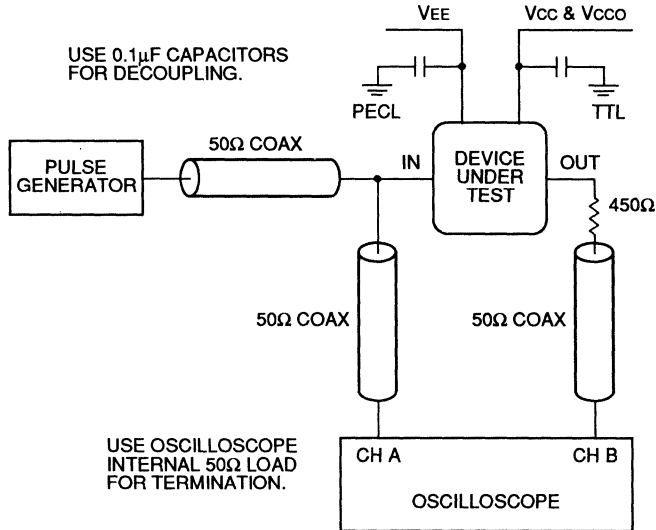 VEE
VCC & VCCO
USE 0.1µF CAPACITORS
FOR DECOUPLING.
PECL
TTL
50Ω COAX
PULSE
GENERATOR
IN
DEVICE
UNDER
TEST
OUT
450Ω
50Ω COAX
50Ω COAX
USE OSCILLOSCOPE
INTERNAL 50Ω LOAD
FOR TERMINATION.
CH A
CH B
OSCILLOSCOPE